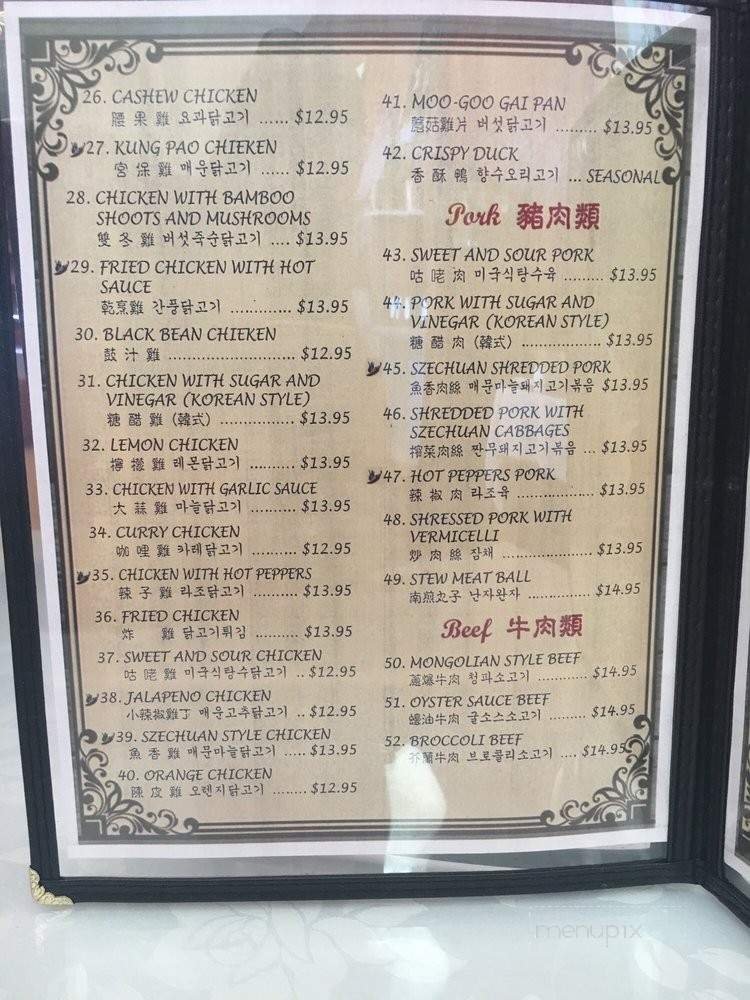 26. CASHEW CHICKEN
腰果雞 요과닭고기 ...... $12.95
27. KUNG PAO CHIEKEN
宮保雞 매운닭고기 ...... $12.95
28. CHICKEN WITH BAMBOO
SHOOTS AND MUSHROOMS
雙冬雞 버섯죽순닭고기 .... $13.95
29. FRIED CHICKEN WITH HOT
SAUCE
乾烹雞 간풍닭고기 ............. $13.95
30. BLACK BEAN CHIEKEN
鼓汁雞 ............................. $12.95
31. CHICKEN WITH SUGAR AND
VINEGAR (KOREAN STYLE)
糖醋雞 (韓式) ................. $13.95
32. LEMON CHICKEN
檸檬雞 레몬닭고기 .......... $13.95
33. CHICKEN WITH GARLIC SAUCE
大蒜雞 마늘닭고기 .......... $13.95
34. CURRY CHICKEN
咖哩雞 카레닭고기 .......... $12.95
35. CHICKEN WITH HOT PEPPERS
辣子雞 라조닭고기 .......... $13.95
36. FRIED CHICKEN
炸 雞 닭고기튀김 .......... $13.95
37. SWEET AND SOUR CHICKEN
咕咾雞 미국식탕수닭고기 .. $12.95
38. JALAPENO CHICKEN
小辣椒雞丁 매운고추닭고기 .. $12.95
39. SZECHUAN STYLE CHICKEN
魚香雞 매문마늘닭고기 ..... $13.95
40. ORANGE CHICKEN
陳皮雞 오렌지닭고기 ........ $12.95
41. MOO-GOO GAI PAN
蘑菇雞片 버섯닭고기 ......... $13.95
42. CRISPY DUCK
香酥鴨 향수오리고기 ... SEASONAL
Pork 豬肉類
43. SWEET AND SOUR PORK
咕咾肉 미국식탕수육 ......... $13.95
44. PORK WITH SUGAR AND
VINEGAR (KOREAN STYLE)
糖醋肉 (韓式) .................. $13.95
45. SZECHUAN SHREDDED PORK
魚香肉絲 매문마늘돼지고기볶음 $13.95
46. SHREDDED PORK WITH
SZECHUAN CABBAGES
榨菜肉絲 짠무돼지고기볶음 ... $13.95
47. HOT PEPPERS PORK
辣椒肉 라조육 .................. $13.95
48. SHRESSED PORK WITH
VERMICELLI
炒肉絲 잡채 ..................... $13.95
49. STEW MEAT BALL
南煎丸子 난자완자 ............... $14.95
Beef 牛肉類
50. MONGOLIAN STYLE BEEF
蔥爆牛肉 청파소고기 ............ $14.95
51. OYSTER SAUCE BEEF
蠔油牛肉 굴소스소고기 ......... $14.95
52. BROCCOLI BEEF
芥蘭牛肉 브로콜리소고기 .... $14.95
menupix